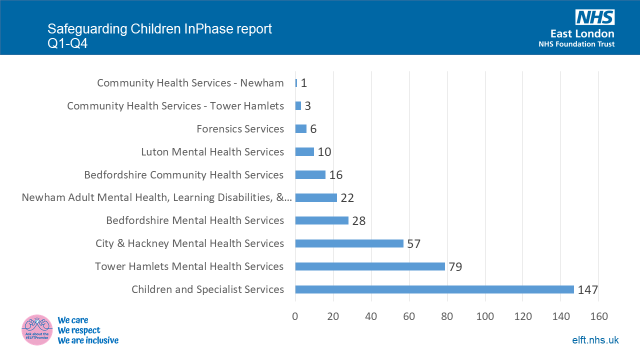 Safeguarding Children InPhase report
Q1-Q4
NHS
East London
NHS Foundation Trust
Community Health Services - Newham 1
Community Health Services - Tower Hamlets 3
Forensics Services 6
Luton Mental Health Services 10
Bedfordshire Community Health Services 16
Newham Adult Mental Health, Learning Disabilities, &... 22
Bedfordshire Mental Health Services 28
City & Hackney Mental Health Services 57
Tower Hamlets Mental Health Services 79
Children and Specialist Services 147
0 20 40 60 80 100 120 140 160
We care
We respect
We are inclusive
elft.nhs.uk